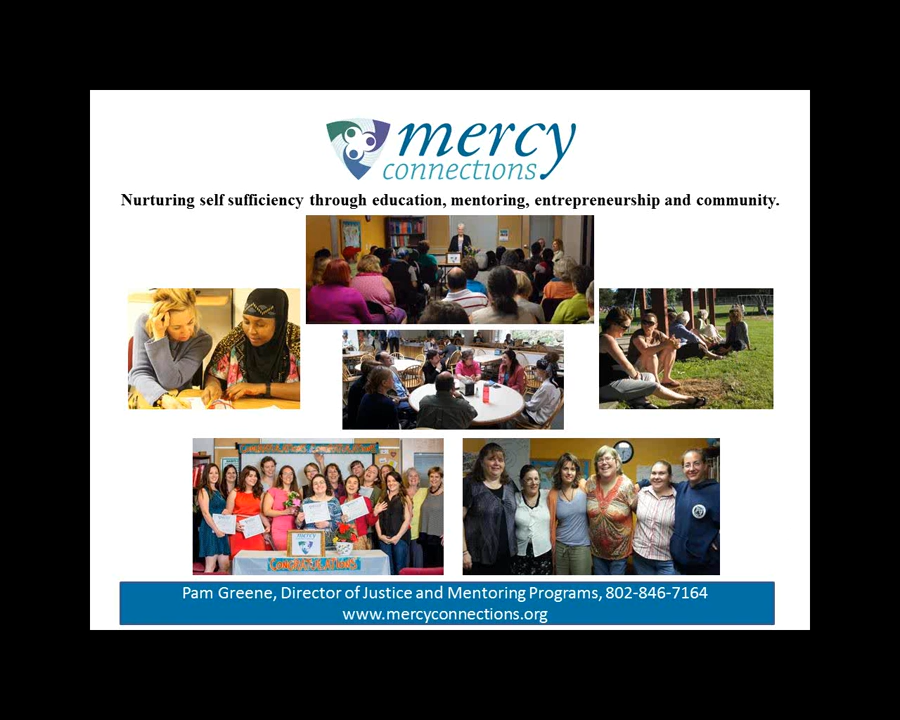 mercy
connections
Nurturing self sufficiency through education, mentoring, entrepreneurship and community.
CONGRATULATIONS
Pam Greene, Director of Justice and Mentoring Programs, 802-846-7164
www.mercyconnections.org